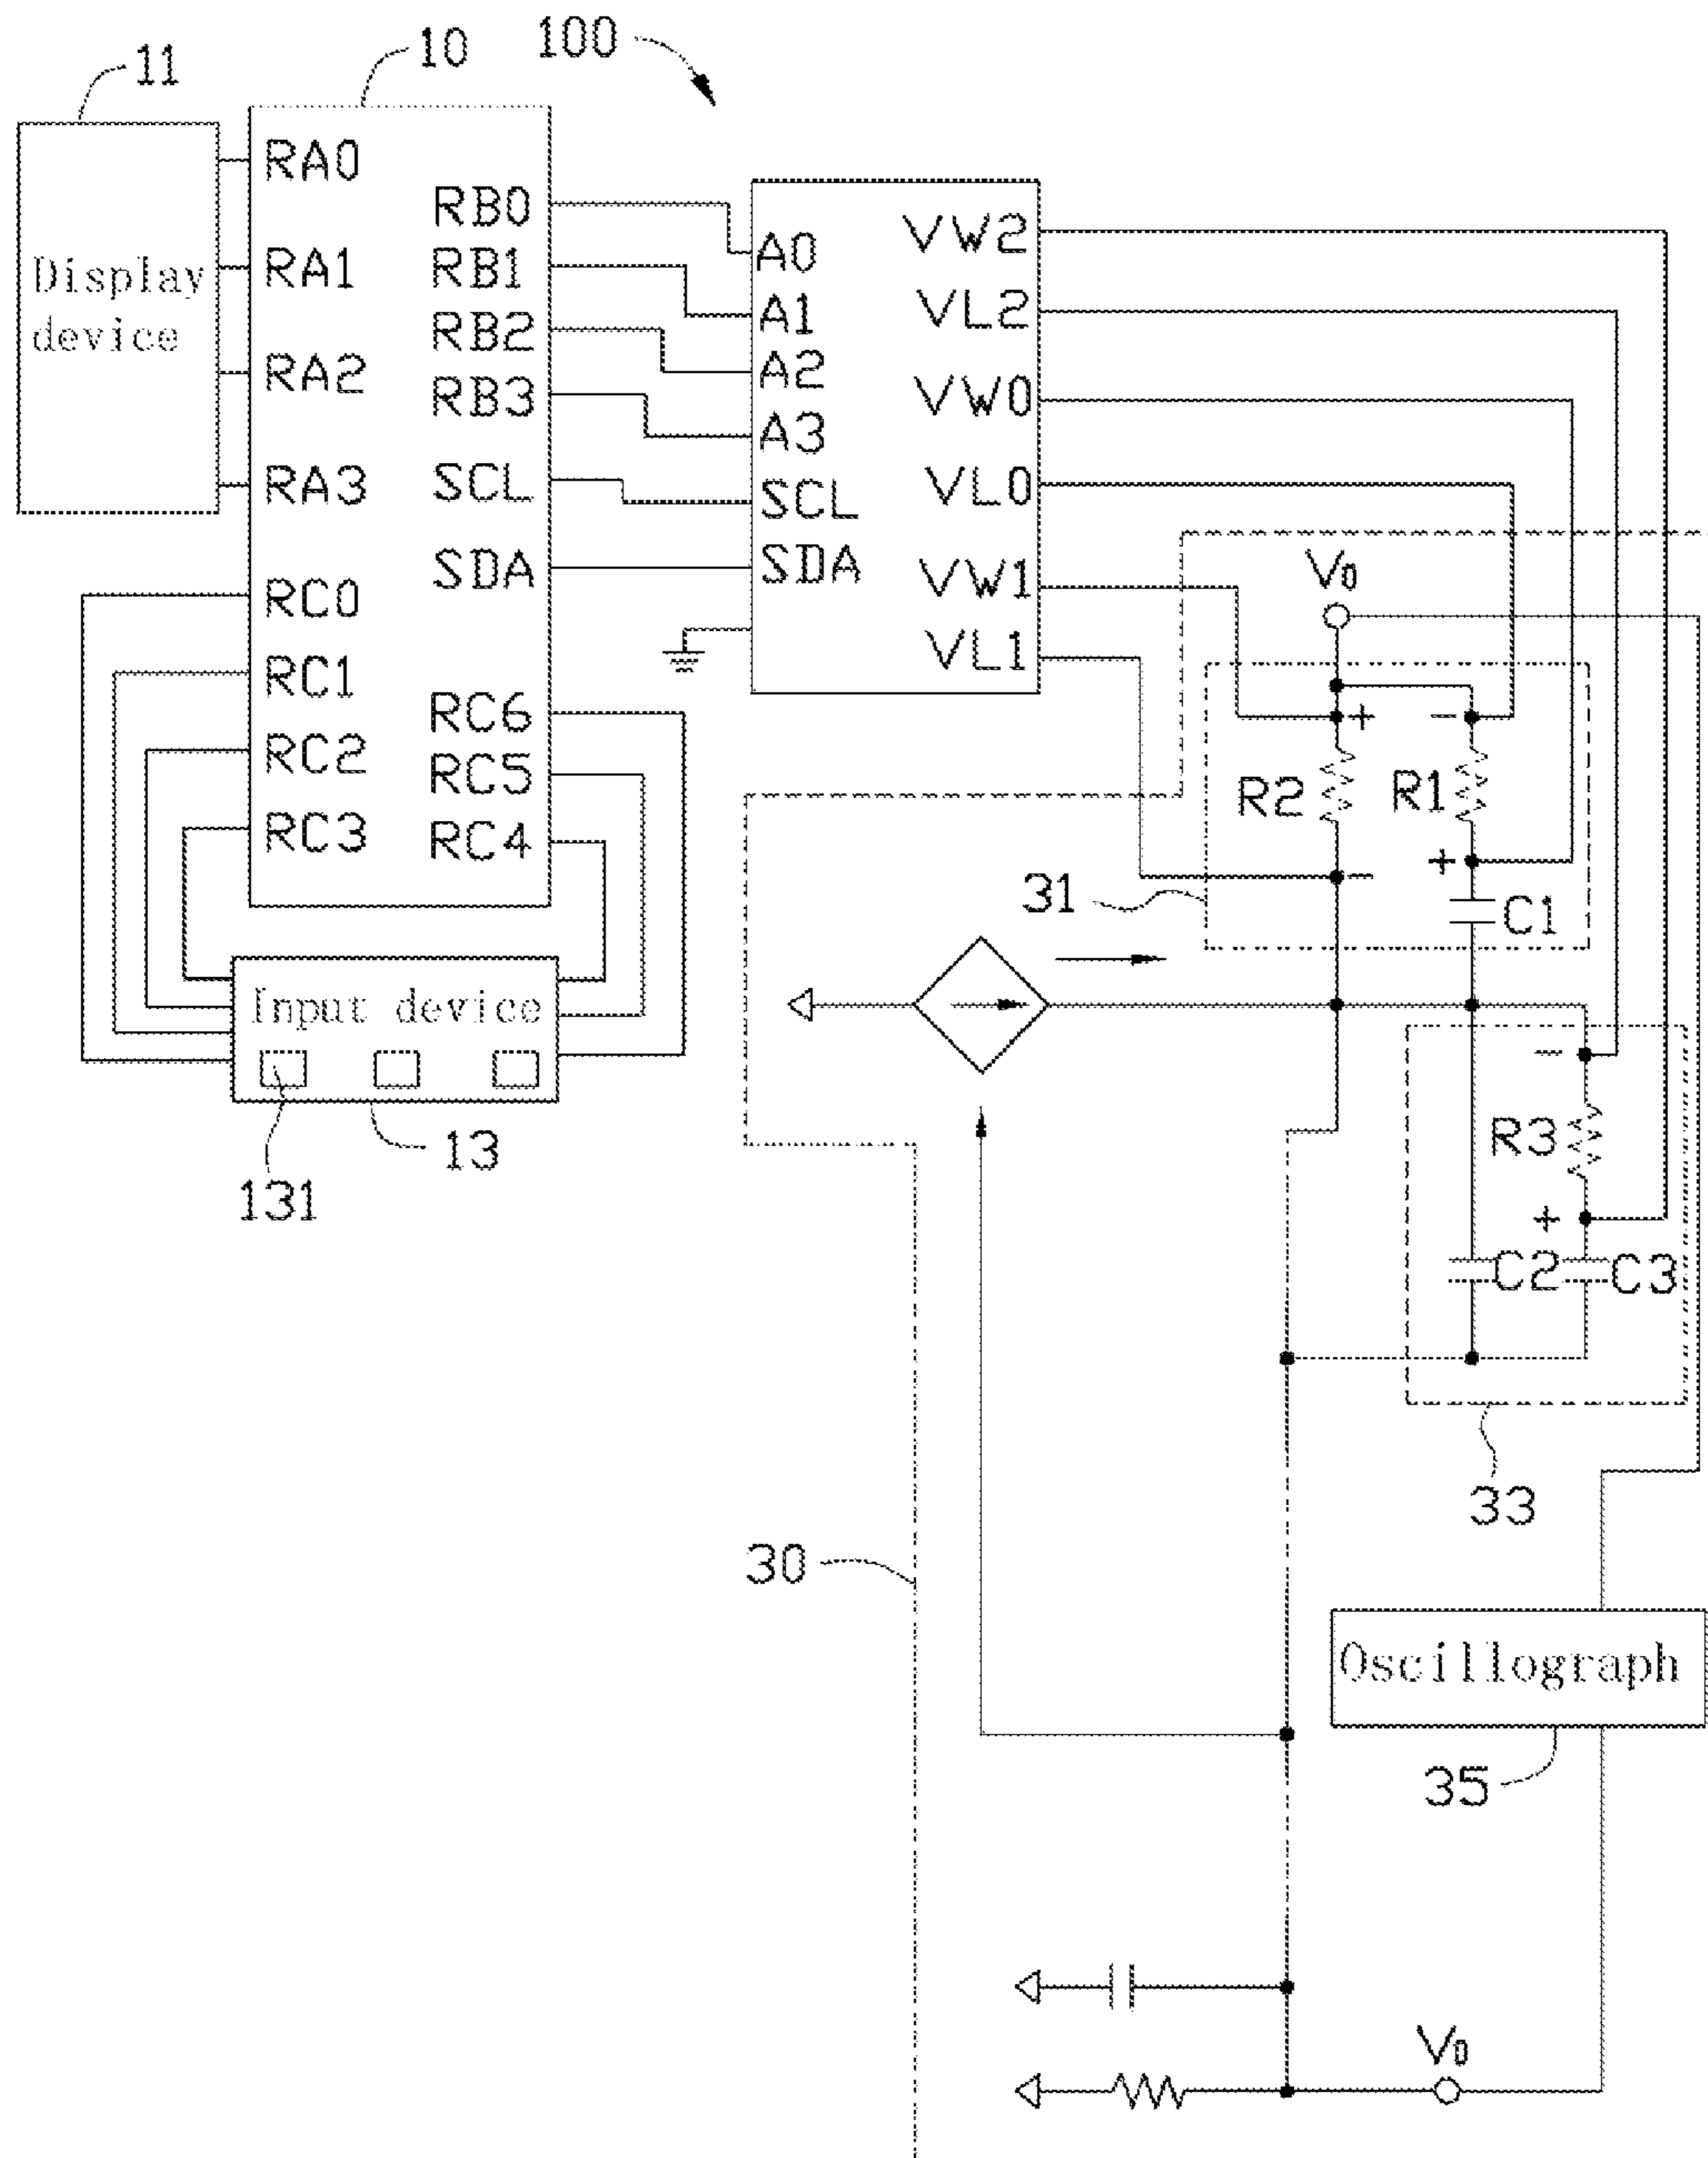 100
11
10
Display
device
RA0
RA1
RA2
RA3
RC0
RC1
RC2
RC3
RB0
RB1
RB2
RB3
SCL
SDA
RC6
RC5
RC4
A0
A1
A2
A3
SCL
SDA
VW2
VL2
VW0
VL0
VW1
VL1
Input device
131
13
V0
+
-
R2
R1
+
-
C1
31
-
R3
+
C2
C3
33
30
Oscillograph
35
V0